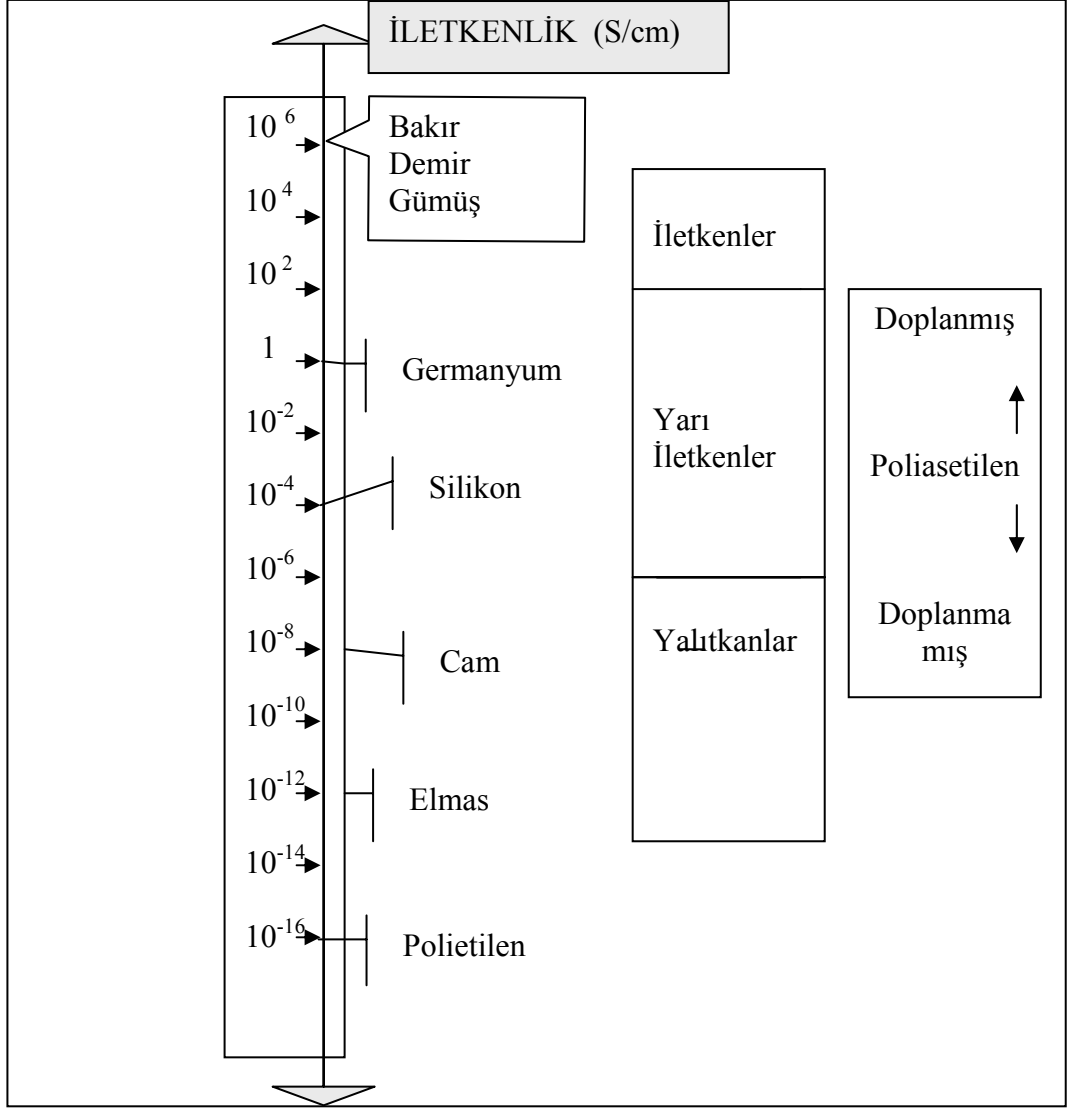 İLETKENLİK (S/cm)
10 6
10 4
10 2
1
10-2
10-4
10-6
10-8
10-10
10-12
10-14
10-16
Bakır
Demir
Gümüş
Germanyum
Silikon
Cam
Elmas
Polietilen
İletkenler
Yarı
İletkenler
Yalıtkanlar
Doplanmış
Poliasetilen
Doplanma
mış